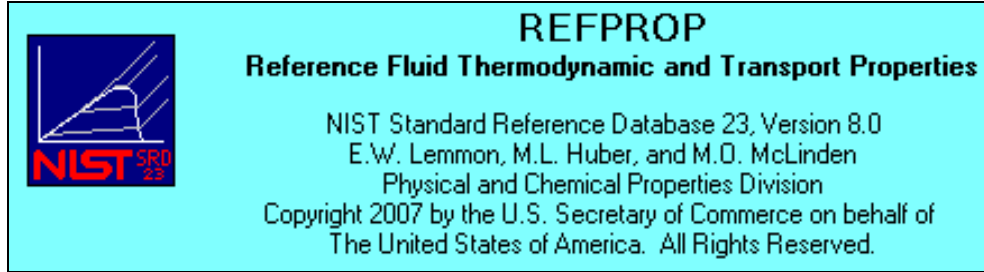 REFPROP
Reference Fluid Thermodynamic and Transport Properties
NIST SRD 23
NIST Standard Reference Database 23, Version 8.0
E.W. Lemmon, M.L. Huber, and M.O. McLinden
Physical and Chemical Properties Division
Copyright 2007 by the U.S. Secretary of Commerce on behalf of
The United States of America.  All Rights Reserved.